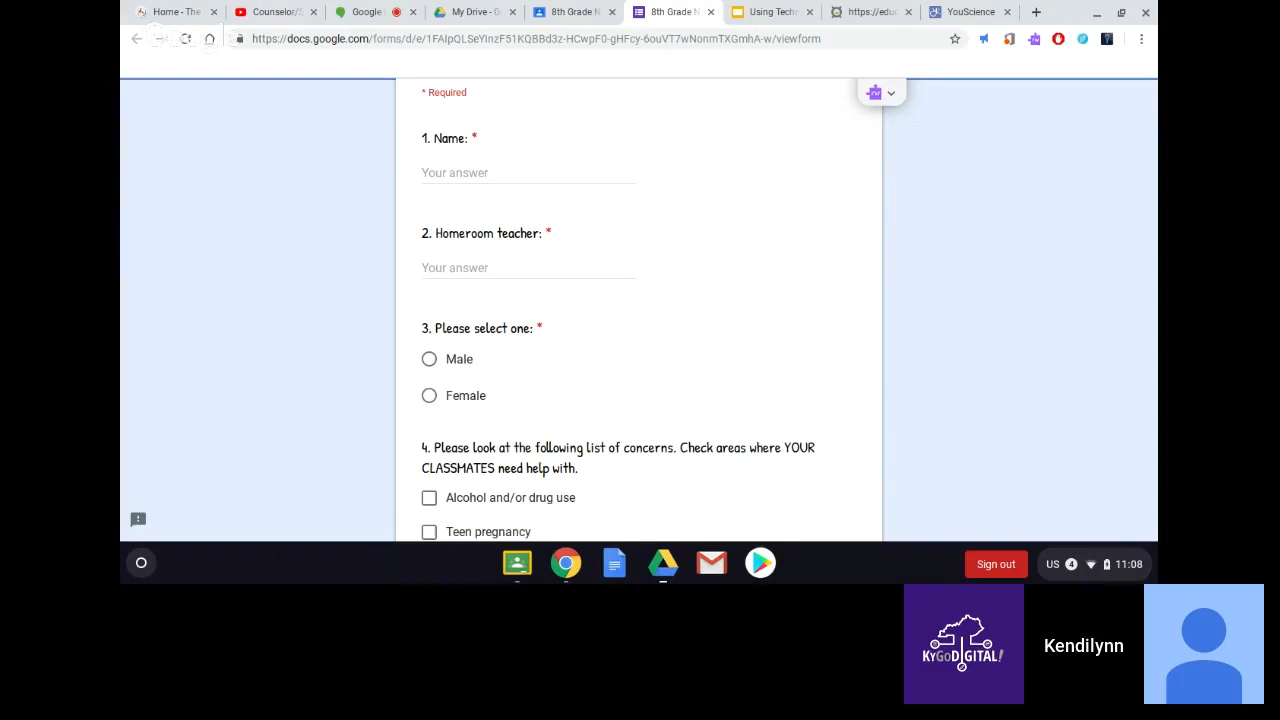 Home - The
Counselor/S
Google
My Drive - G
8th Grade N
8th Grade N
Using Techn
https://educ
YouScience
https://docs.google.com/forms/d/e/1FAIpQLSeYinzF51KQBBd3z-HCwpF0-gHFcy-6ouVT7wNonmTXGmhA-w/viewform
* Required
1. Name: *
Your answer
2. Homeroom teacher: *
Your answer
3. Please select one: *
Male
Female
4. Please look at the following list of concerns. Check areas where YOUR
CLASSMATES need help with.
Alcohol and/or drug use
Teen pregnancy
Sign out
US 4 11:08
KYGODIGITAL!
Kendilynn